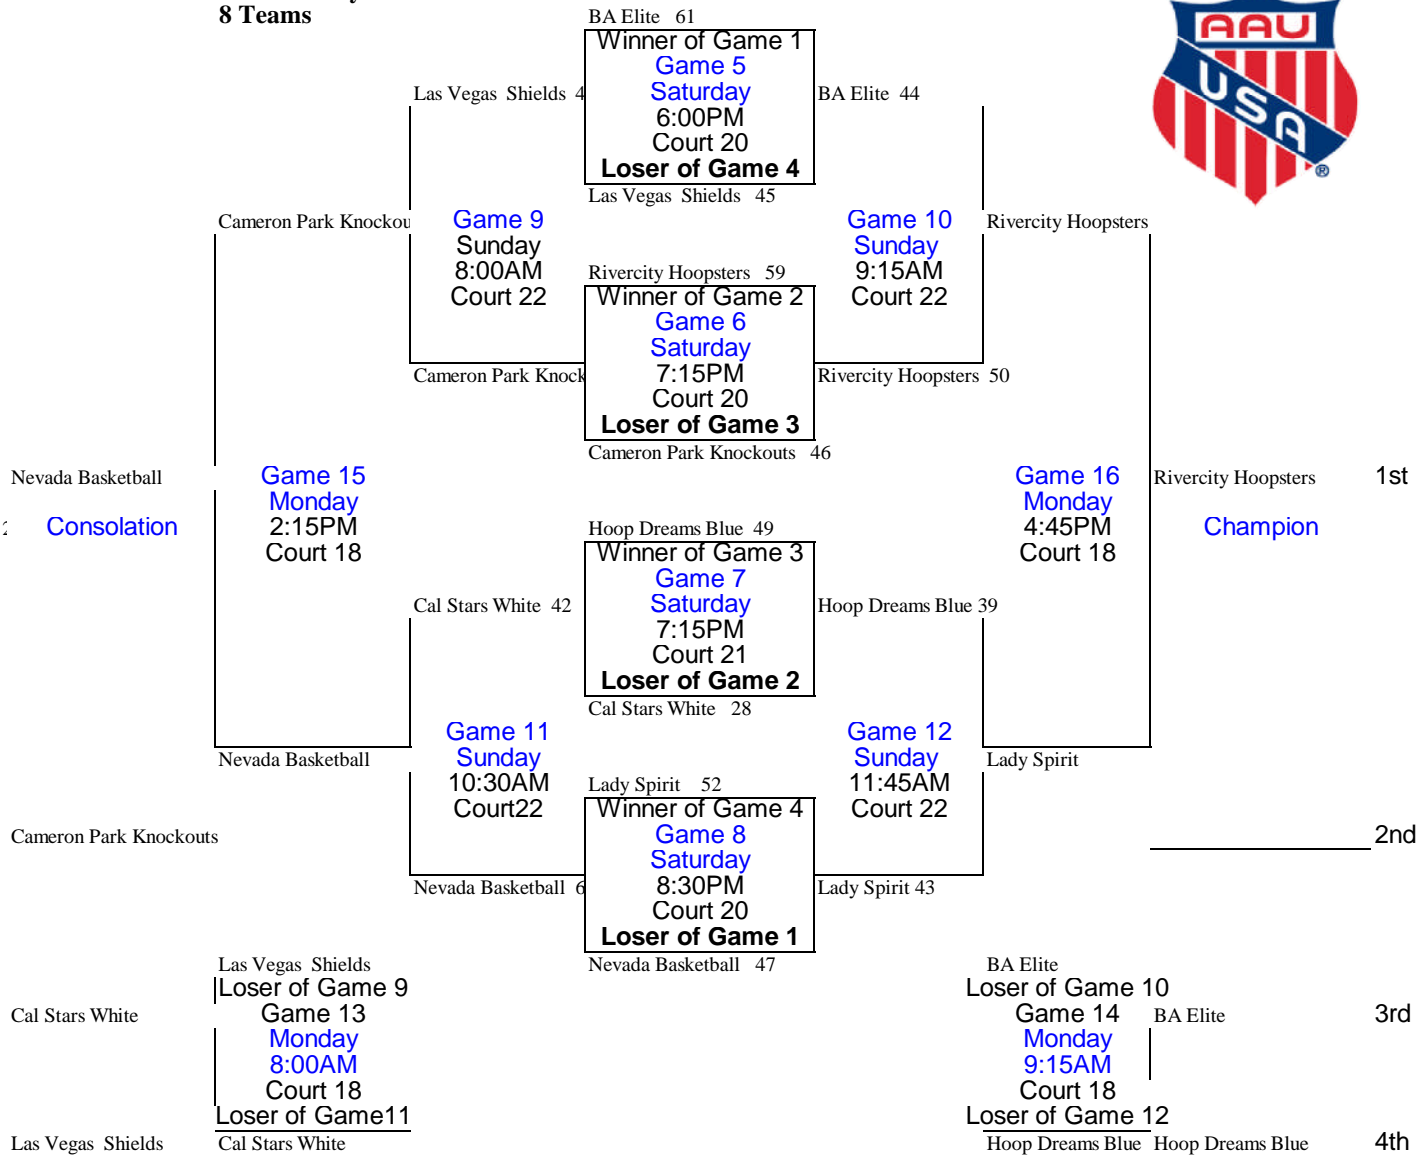 8 Teams
BA Elite 61
Winner of Game 1
Game 5
Saturday
6:00PM
Court 20
Loser of Game 4
Las Vegas Shields 45
AAU
USA
®
Las Vegas Shields 4
BA Elite 44
Cameron Park Knockou
Game 9
Sunday
8:00AM
Court 22
Game 10
Sunday
9:15AM
Court 22
Rivercity Hoopsters
Rivercity Hoopsters 59
Winner of Game 2
Game 6
Saturday
7:15PM
Court 20
Loser of Game 3
Cameron Park Knockouts 46
Cameron Park Knock
Rivercity Hoopsters 50
Nevada Basketball
Consolation
Game 15
Monday
2:15PM
Court 18
Game 16
Monday
4:45PM
Court 18
Rivercity Hoopsters 1st
Champion
Hoop Dreams Blue 49
Winner of Game 3
Game 7
Saturday
7:15PM
Court 21
Loser of Game 2
Cal Stars White 28
Cal Stars White 42
Hoop Dreams Blue 39
Game 11
Sunday
10:30AM
Court22
Game 12
Sunday
11:45AM
Court 22
Nevada Basketball
Lady Spirit
Lady Spirit 52
Winner of Game 4
Game 8
Saturday
8:30PM
Court 20
Loser of Game 1
Nevada Basketball 47
Cameron Park Knockouts
2nd
Nevada Basketball 6
Lady Spirit 43
Las Vegas Shields
Loser of Game 9
Game 13
Monday
8:00AM
Court 18
Loser of Game11
Cal Stars White
Cal Stars White
Las Vegas Shields
BA Elite
Loser of Game 10
Game 14
Monday
9:15AM
Court 18
Loser of Game 12
Hoop Dreams Blue
BA Elite 3rd
Hoop Dreams Blue 4th